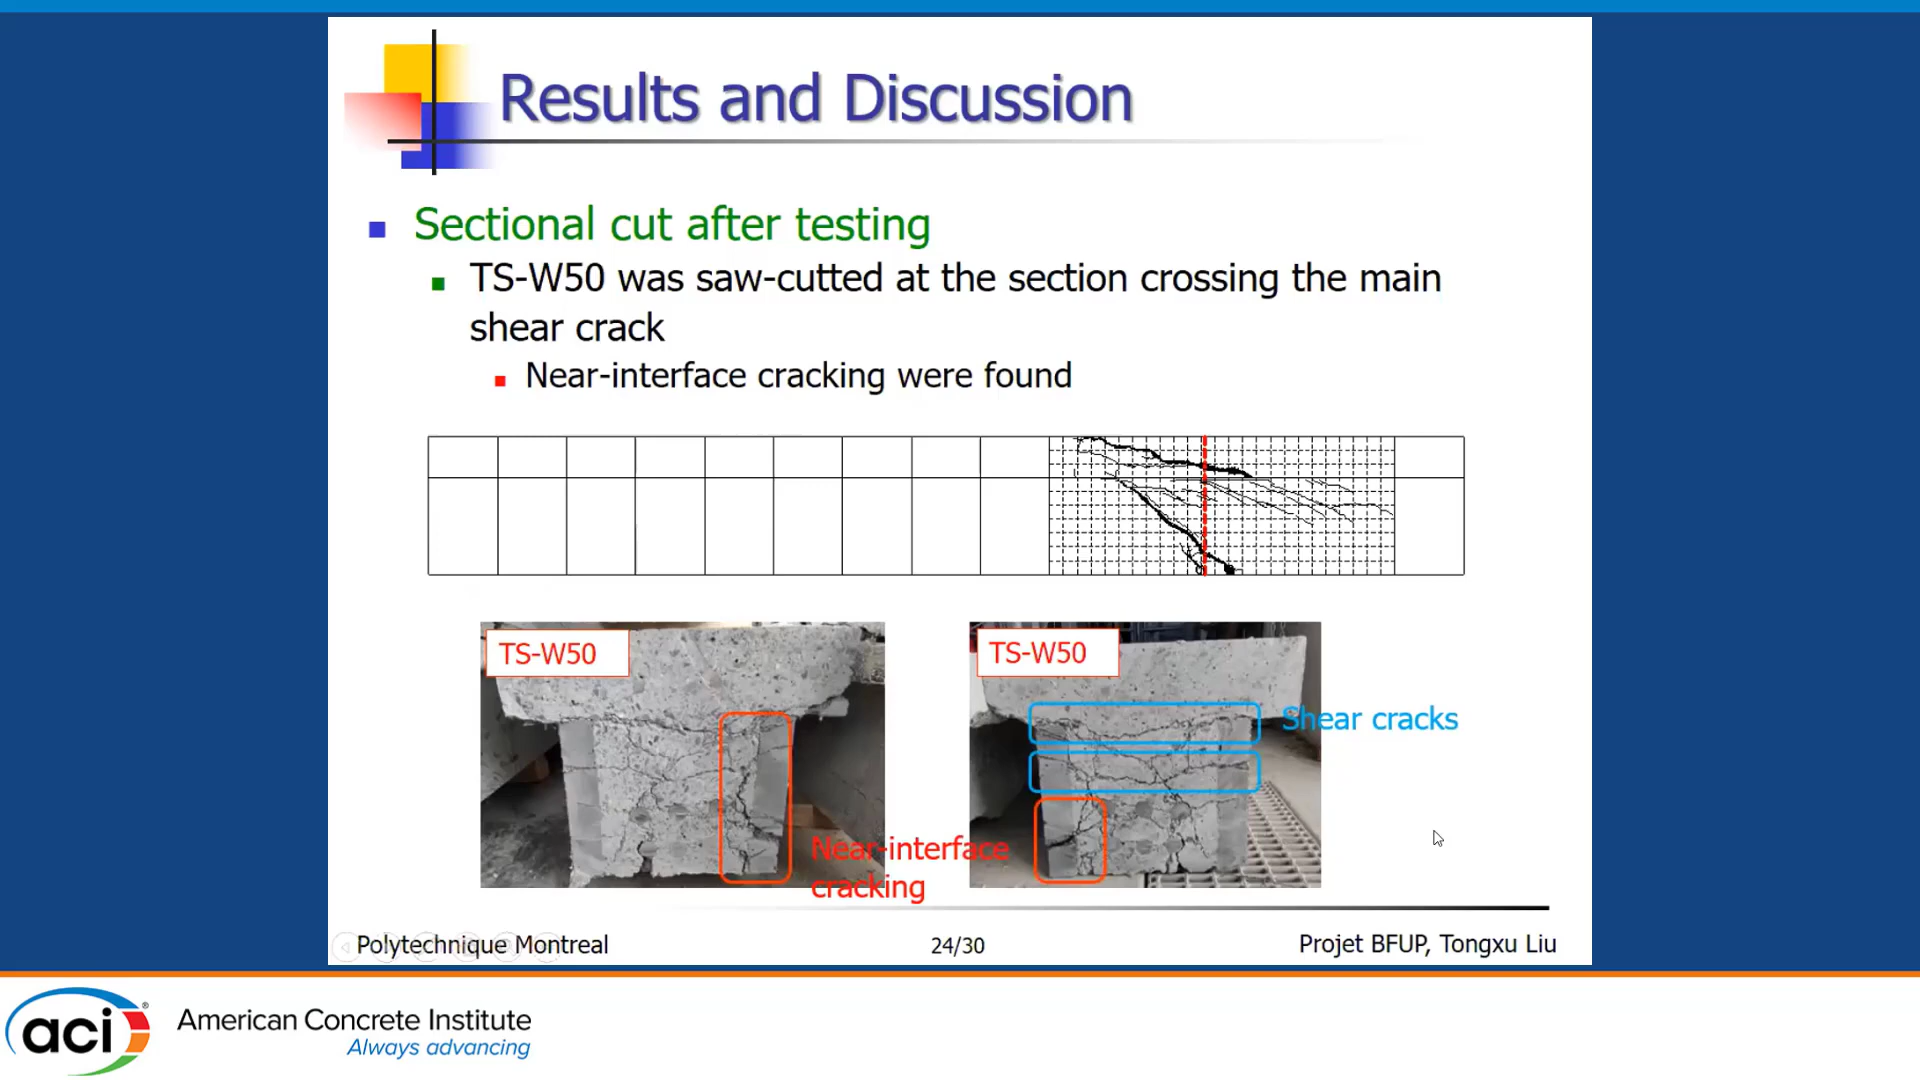 Results and Discussion
Sectional cut after testing
TS-W50 was saw-cutted at the section crossing the main
shear crack
Near-interface cracking were found
TS-W50
TS-W50
Shear cracks
Near-interface
cracking
Polytechnique Montreal
24/30
Projet BFUP, Tongxu Liu
aci®
American Concrete Institute
Always advancing